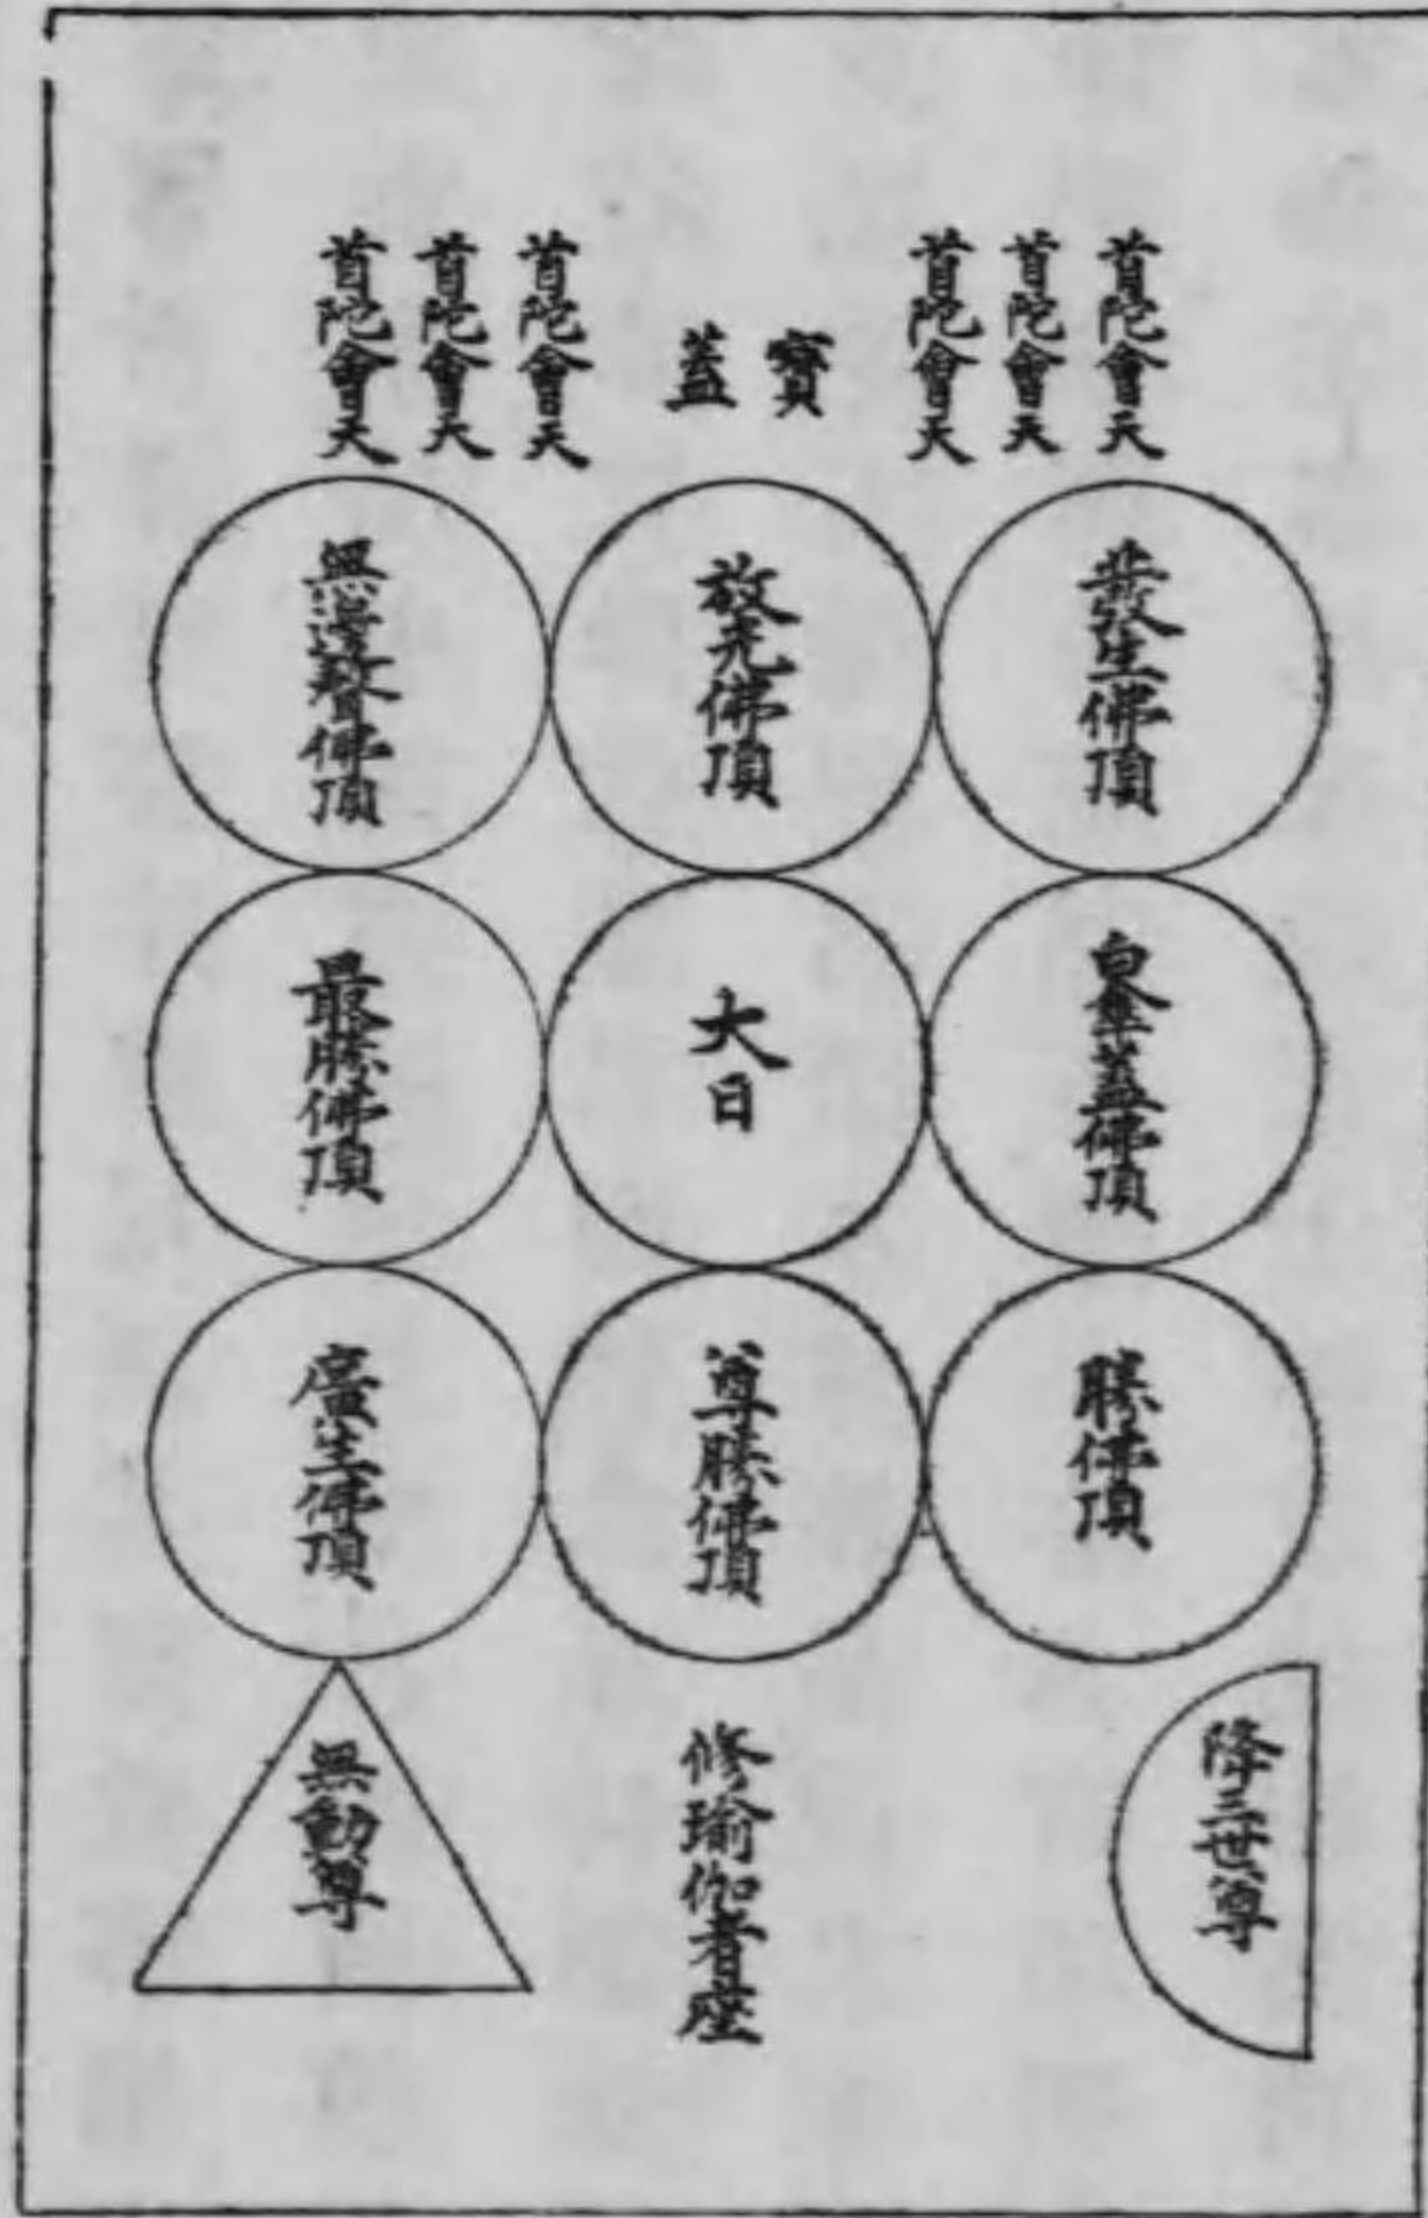 首陀會天
首陀會天
首陀會天
寳
蓋
首陀會天
首陀會天
首陀會天
發生佛頂
放光佛頂
無邊聲佛頂
白傘蓋佛頂
大日
最勝佛頂
勝佛頂
尊勝佛頂
廣生佛頂
降三世尊
修瑜伽者座
無動尊